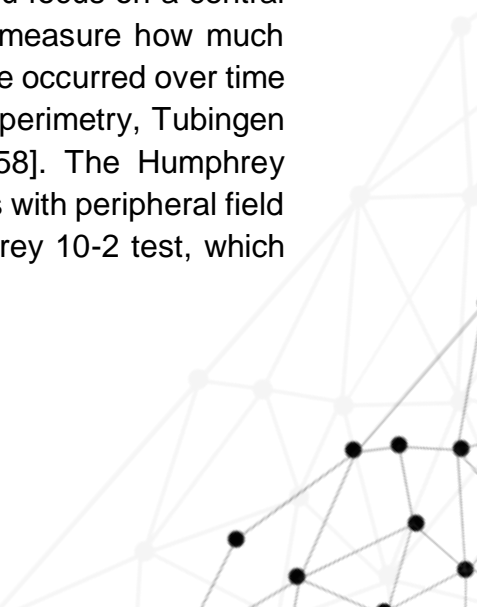 focus on a central
measure how much
e occurred over time
perimetry, Tubingen
58]. The Humphrey
s with peripheral field
rey 10-2 test, which